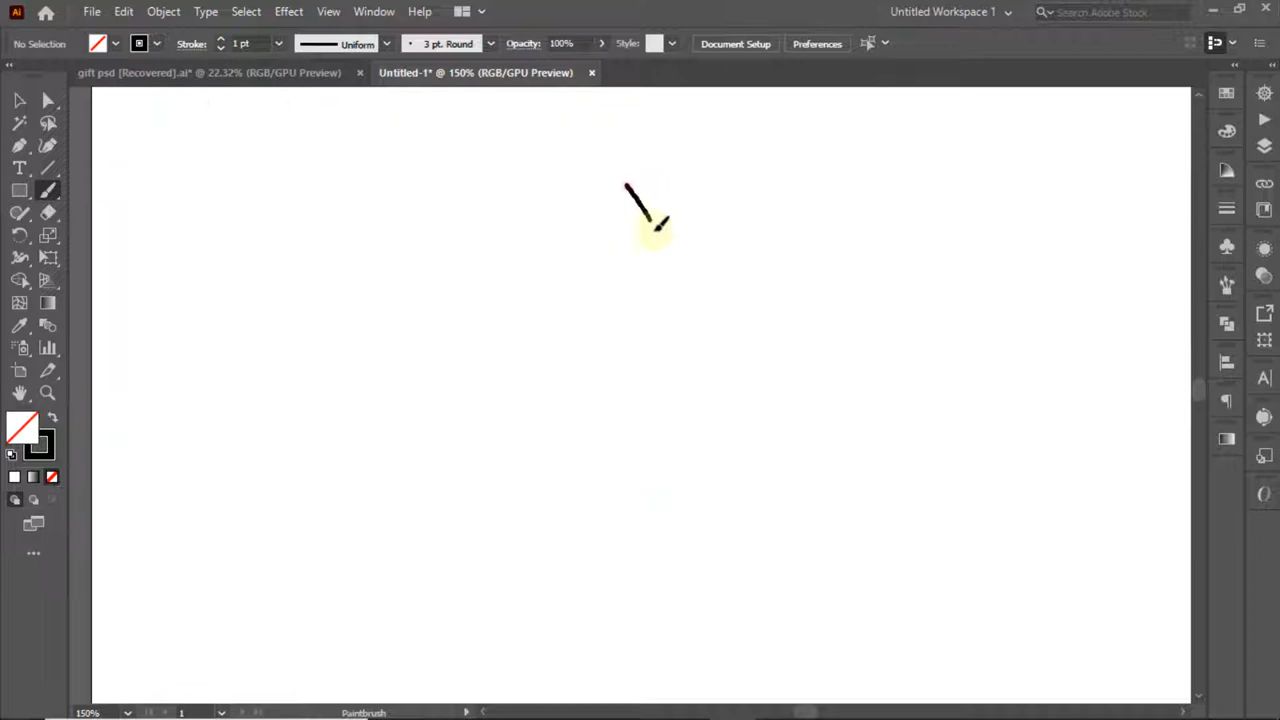 Ai File Edit Object Type Select Effect View Window Help Untitled Workspace 1 Search Adobe Stock
No Selection Stroke: 1 pt Uniform 3 pt. Round Opacity: 100% Style: Document Setup Preferences
gift psd [Recovered].ai* @ 22.32% (RGB/GPU Preview) × Untitled-1* @ 150% (RGB/GPU Preview) ×
150% 1 Paintbrush